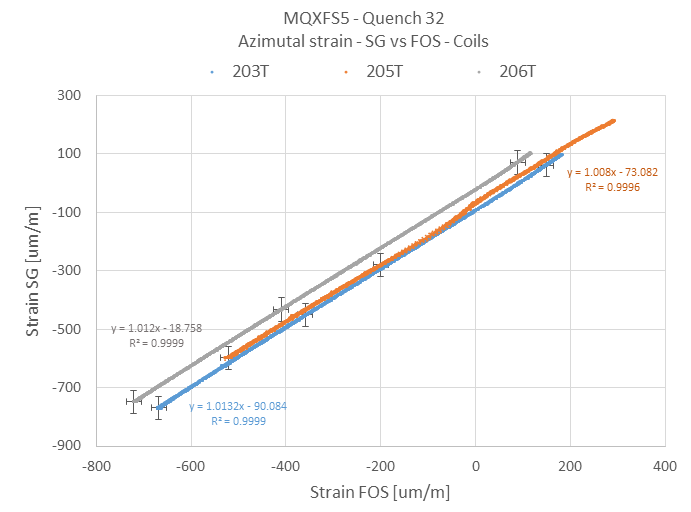 MQXFS5 - Quench 32
Azimutal strain - SG vs FOS - Coils
203T 205T 206T
300
100
-100
-300
-500
-700
-900
Strain SG [um/m]
y = 1.008x - 73.082
R² = 0.9996
y = 1.012x - 18.758
R² = 0.9999
y = 1.0132x - 90.084
R² = 0.9999
-800 -600 -400 -200 0 200 400
Strain FOS [um/m]